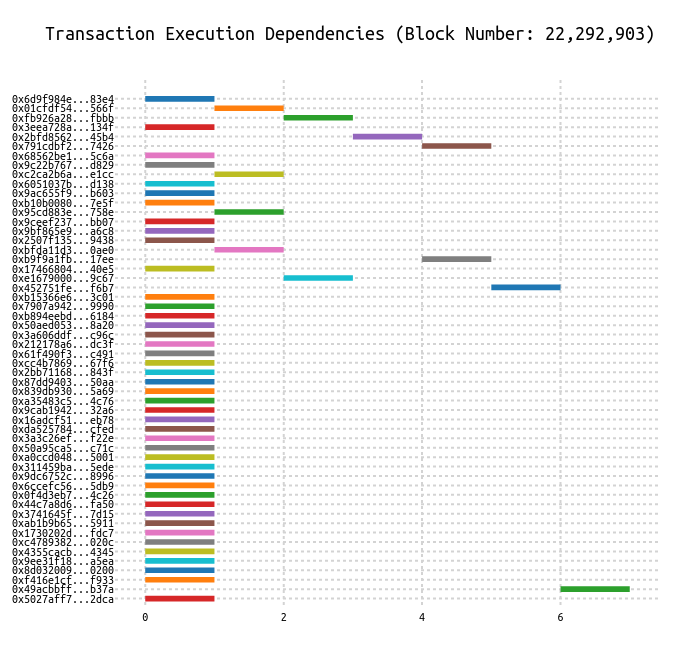 Transaction Execution Dependencies (Block Number: 22,292,903)
0x6d9f984e...83e4
0x01cfdf54...566f
0xfb926a28...fbbb
0x3eea728a...134f
0x2bfd8562...45b4
0x791cdbf2...7426
0x68562be1...5c6a
0x9c22b767...d829
0xc2ca2b6a...e1cc
0x6051037b...d138
0x9ac655f9...b603
0xb10b0080...7e5f
0x95cd883e...758e
0x9ceef237...bb07
0x9bf865e9...a6c8
0x2507f135...9438
0xbfda11d3...0ae0
0xb9f9a1fb...17ee
0x17466804...40e5
0xe1679000...9c67
0x452751fe...f6b7
0xb15366e6...3c01
0x7907a942...9990
0xb894eebd...6184
0x50aed053...8a20
0x3a606ddf...c96c
0x212178a6...dc3f
0x61f490f3...c491
0xcc4b7869...67f6
0x2bb71168...843f
0x87dd9403...50aa
0x839db930...5a69
0xa35483c5...4c76
0x9cab1942...32a6
0x16adcf51...eb78
0xda525784...cfed
0x3a3c26ef...f22e
0x50a95ca5...c71c
0xa0ccd048...5001
0x311459ba...5ede
0x9dc6752c...8996
0x6ccefc56...5db9
0x0f4d3eb7...4c26
0x44c7a8d6...fa50
0x3741645f...7d15
0xab1b9b65...5911
0x1730202d...fdc7
0xc4789382...020c
0x4355cacb...4345
0x9ee31f18...a5ea
0x8d032009...0200
0xf416e1cf...f933
0x49acbbff...b37a
0x5027aff7...2dca
0 2 4 6